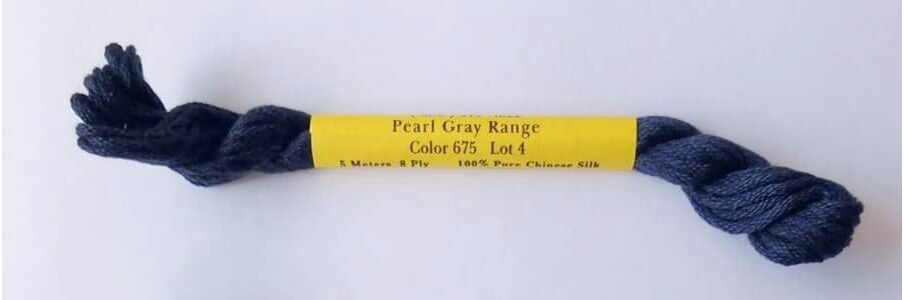 Pearl Gray Range
Color 675 Lot 4
5 Meters 8 Ply 100% Pure Chinese Silk